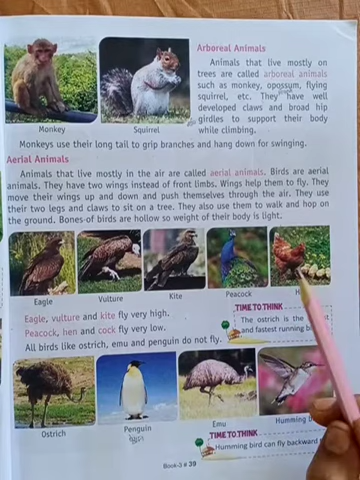 Arboreal Animals
Animals that live mostly on
trees are called arboreal animals
such as monkey, opossum, flying
squirrel, etc. They have well
developed claws and broad hip
girdles to support their body
while climbing.
Monkey
Squirrel
Monkeys use their long tail to grip branches and hang down for swinging.
Aerial Animals
Animals that live mostly in the air are called aerial animals. Birds are aerial
animals. They have two wings instead of front limbs. Wings help them to fly. They
move their wings up and down and push themselves through the air. They use
their two legs and claws to sit on a tree. They also use them to walk and hop on
the ground. Bones of birds are hollow so weight of their body is light.
Eagle
Vulture
Kite
Peacock
Eagle, vulture and kite fly very high.
Peacock, hen and cock fly very low.
All birds like ostrich, emu and penguin do not fly.
TIME TO THINK
The ostrich is the
and fastest running
Ostrich
Penguin
Emu
Humming
TIME TO THINK
Humming bird can fly backward
Book-3 # 39